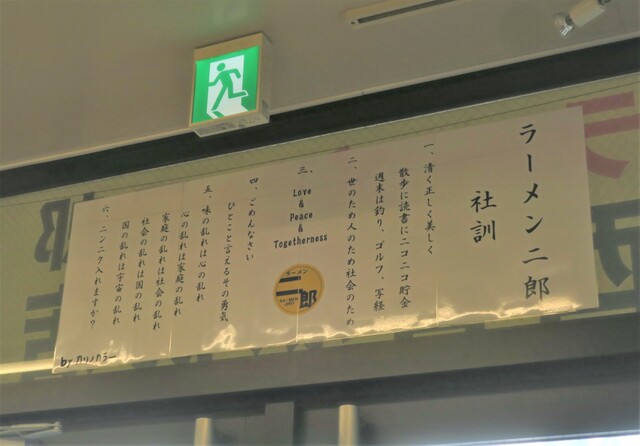 ラーメン二郎
社訓
一、清く正しく美しく
散歩に読書にニコニコ貯金
週末は釣り、ゴルフ、写経
二、世のため人のため社会のため
三、
Love
&
Peace
&
Togetherness
ラーメン
二郎
四、ごめんなさい
ひとこと言えるその勇気
五、味の乱れは心の乱れ
心の乱れは家庭の乱れ
家庭の乱れは社会の乱れ
社会の乱れは国の乱れ
国の乱れは宇宙の乱れ
六、ニンニク入れますか?
by カリノカラー